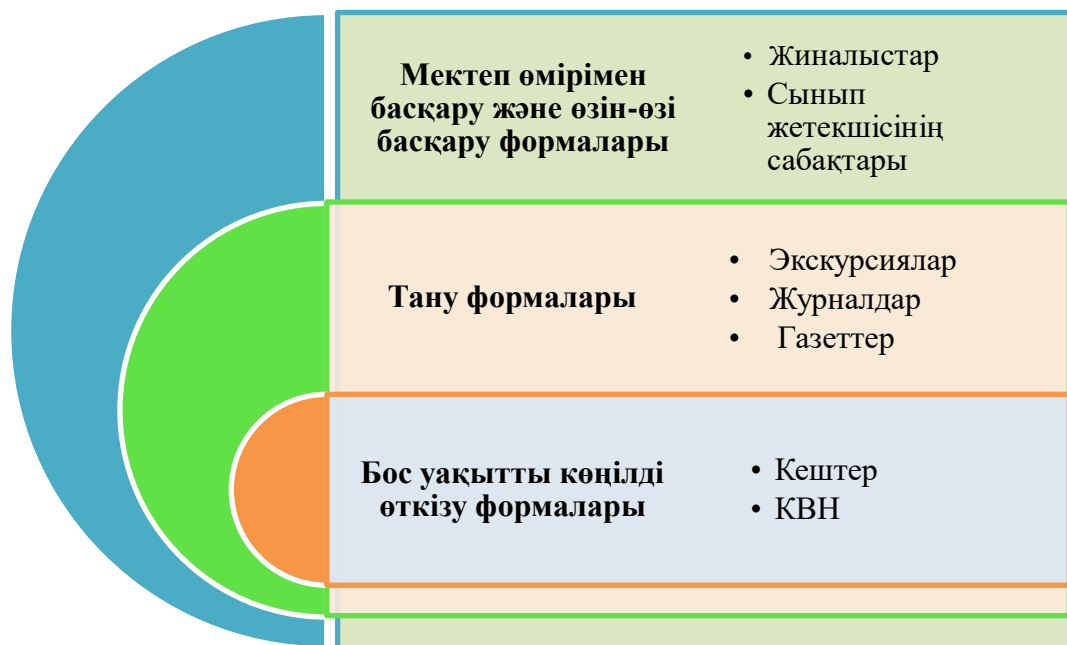 Мектеп өмірімен
басқару және өзін-өзі
басқару формалары
• Жиналыстар
• Сынып
жетекшісінің
сабақтары
Тану формалары
• Экскурсиялар
• Журналдар
• Газеттер
Бос уақытты көңілді
өткізу формалары
• Кештер
• КВН